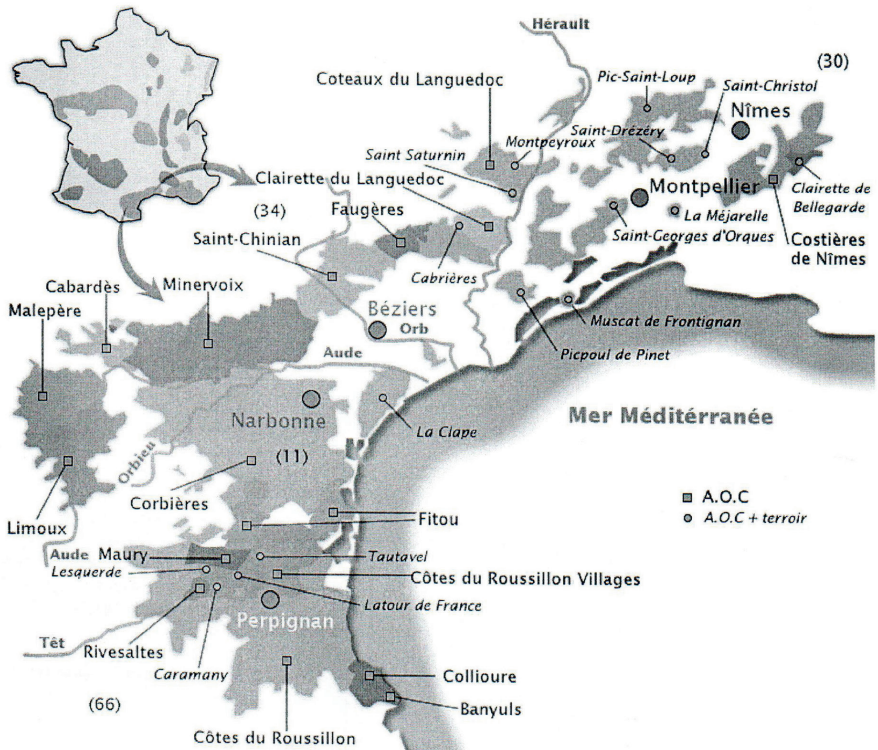 Hérault
(30)
Pic-Saint-Loup
Saint-Christol
Coteaux du Languedoc
Nîmes
Saint-Drézéry
Montpeyroux
Saint Saturnin
Clairette du Languedoc
Montpellier
Clairette de
Bellegarde
(34)
Faugères
La Méjarelle
Saint-Georges d'Orques
Saint-Chinian
Costières
de Nîmes
Cabrières
Cabardès
Minervoix
Malepère
Béziers
Orb
Muscat de Frontignan
Picpoul de Pinet
Aude
Narbonne
Mer Méditérranée
La Clape
Orbieu
(11)
Corbières
A.O.C
A.O.C + terroir
Limoux
Fitou
Aude
Maury
Tautavel
Lesquerde
Côtes du Roussillon Villages
Latour de France
Perpignan
Têt
Rivesaltes
Caramany
Collioure
(66)
Banyuls
Côtes du Roussillon